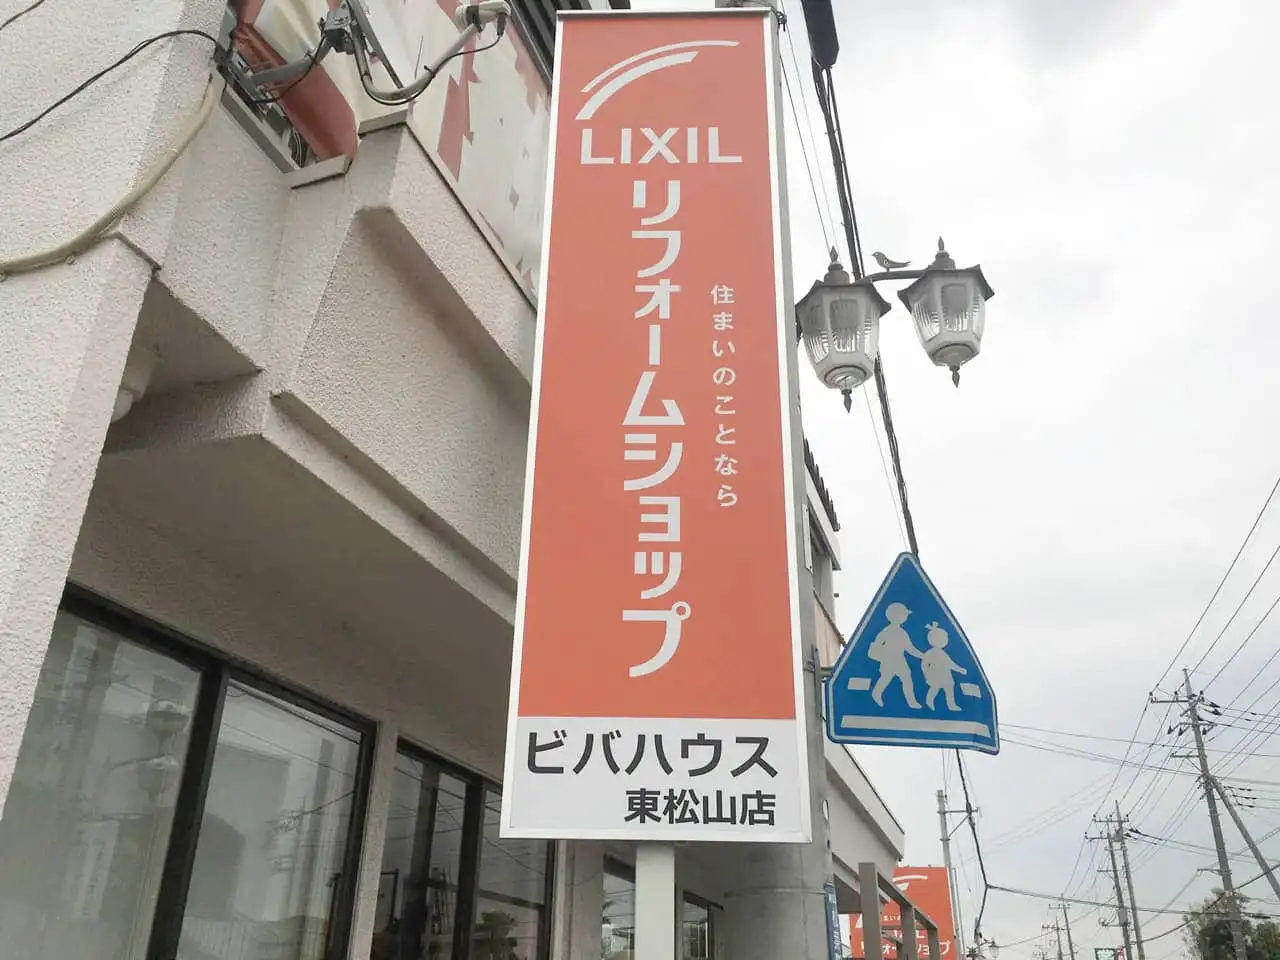 LIXIL
リフォームショップ
住まいのことなら
ビバハウス
東松山店